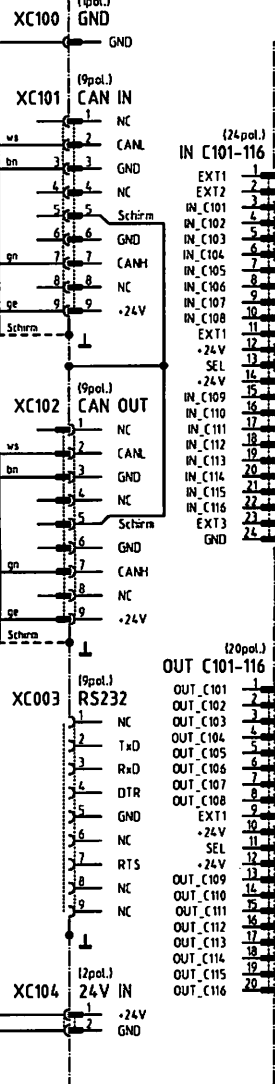 (1pol.)
XC100 GND
GND
(9pol.)
XC101 CAN IN
1 NC
ws 2 CANL
bn 3 3 GND
4 4 NC
5 5 Schirm
6 6 GND
gn 7 7 CANH
8 8 NC
ge 9 9 +24V
Schirm
(9pol.)
XC102 CAN OUT
1 NC
ws 2 CANL
bn 3 GND
4 NC
5 Schirm
6 GND
gn 7 CANH
8 NC
ge 9 +24V
Schirm
(9pol.)
XC003 RS232
1 NC
2 TxD
3 RxD
4 DTR
5 GND
6 NC
7 RTS
8 NC
9 NC
(2pol.)
XC104 24V IN
1 +24V
2 GND
(24pol.)
IN C101-116
EXT1 1
EXT2 2
IN_C101 3
IN_C102 4
IN_C103 5
IN_C104 6
IN_C105 7
IN_C106 8
IN_C107 9
IN_C108 10
EXT1 11
+24V 12
SEL 13
+24V 14
IN_C109 15
IN_C110 16
IN_C111 17
IN_C112 18
IN_C113 19
IN_C114 20
IN_C115 21
IN_C116 22
EXT3 23
GND 24
(20pol.)
OUT C101-116
OUT_C101 1
OUT_C102 2
OUT_C103 3
OUT_C104 4
OUT_C105 5
OUT_C106 6
OUT_C107 7
OUT_C108 8
EXT1 9
+24V 10
SEL 11
+24V 12
OUT_C109 13
OUT_C110 14
OUT_C111 15
OUT_C112 16
OUT_C113 17
OUT_C114 18
OUT_C115 19
OUT_C116 20